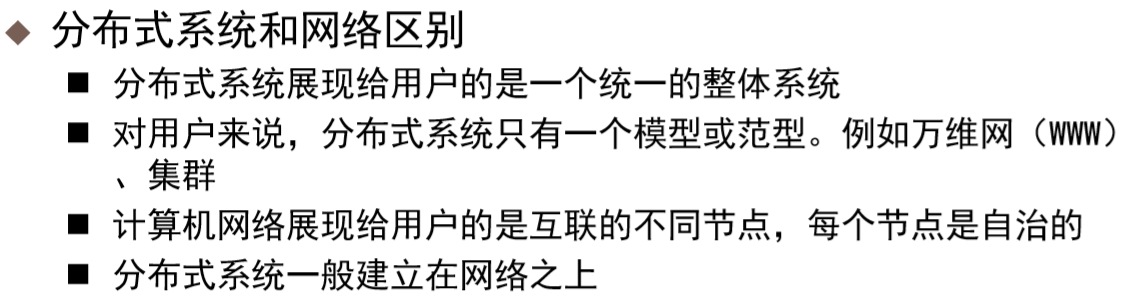 分布式系统和网络区别
分布式系统展现给用户的是一个统一的整体系统
对用户来说，分布式系统只有一个模型或范型。例如万维网（WWW）
、集群
计算机网络展现给用户的是互联的不同节点，每个节点是自治的
分布式系统一般建立在网络之上